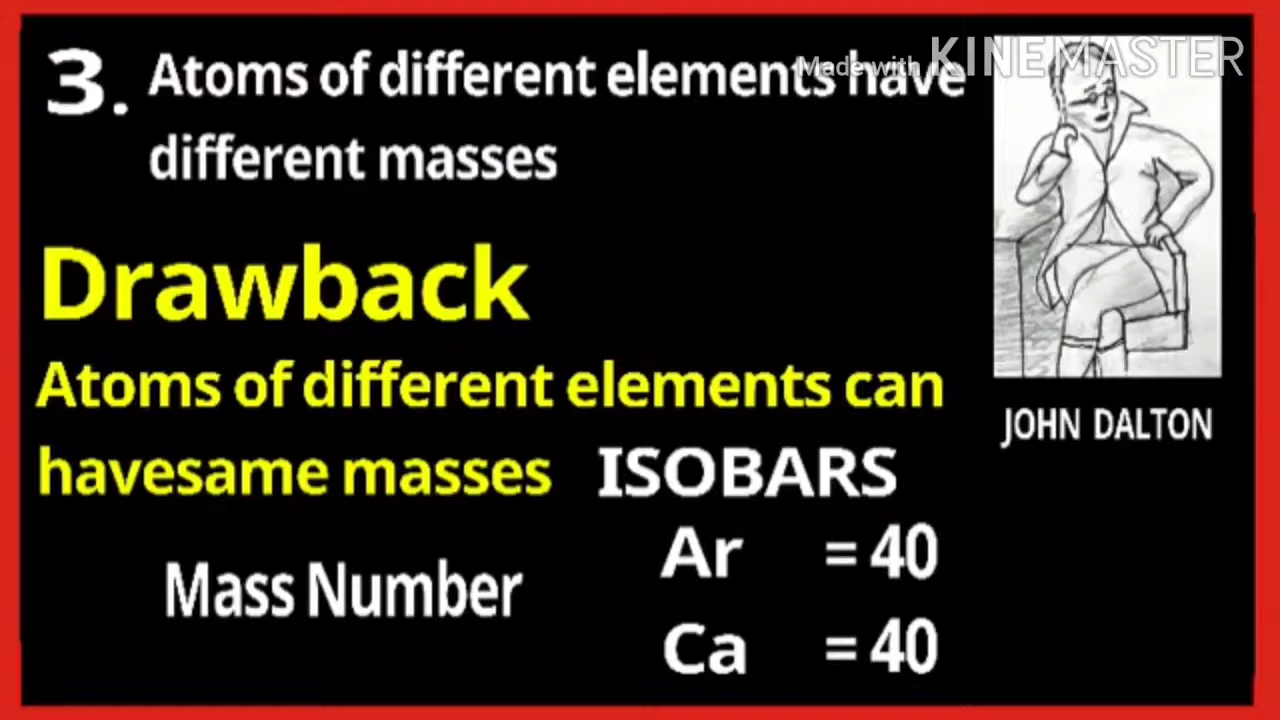 3. Atoms of different elements have
different masses
Made with KINEMASTER
Drawback
Atoms of different elements can
havesame masses
ISOBARS
Ar = 40
Mass Number
Ca = 40
JOHN DALTON